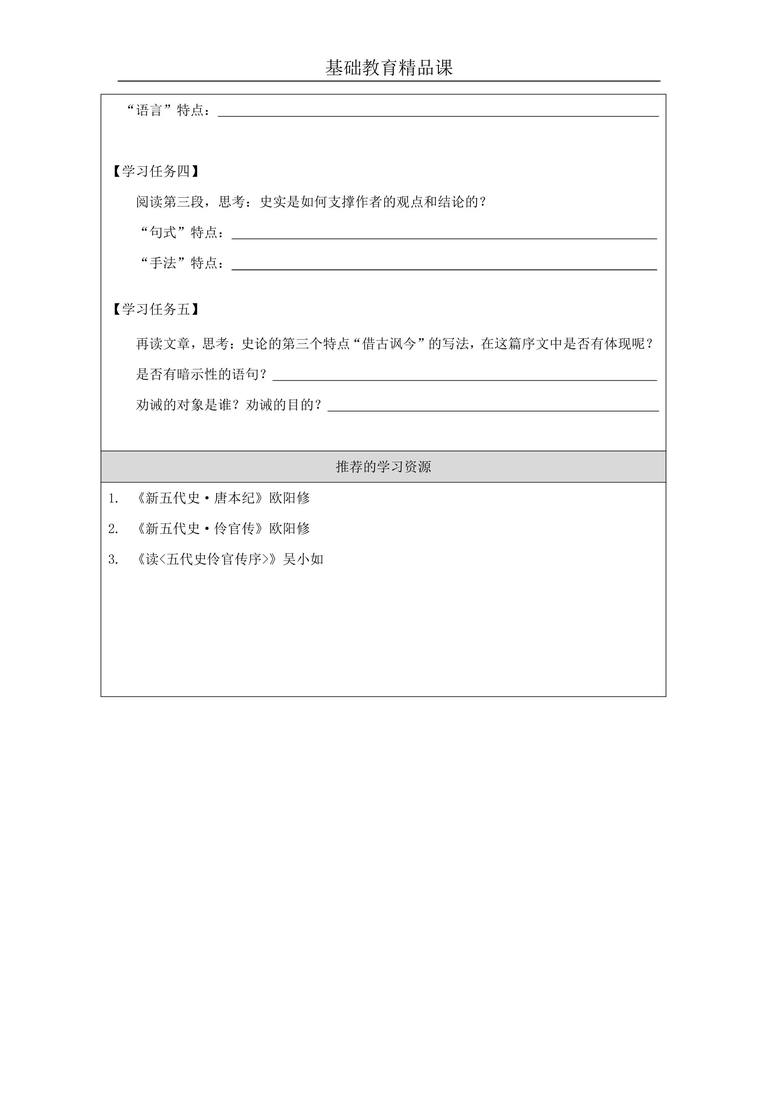 基础教育精品课
“语言”特点：
【学习任务四】
阅读第三段，思考：史实是如何支撑作者的观点和结论的？
“句式”特点：
“手法”特点：
【学习任务五】
再读文章，思考：史论的第三个特点“借古讽今”的写法，在这篇序文中是否有体现呢？
是否有暗示性的语句？
劝诫的对象是谁？劝诫的目的？
推荐的学习资源
1. 《新五代史·唐本纪》欧阳修
2. 《新五代史·伶官传》欧阳修
3. 《读<五代史伶官传序>》吴小如